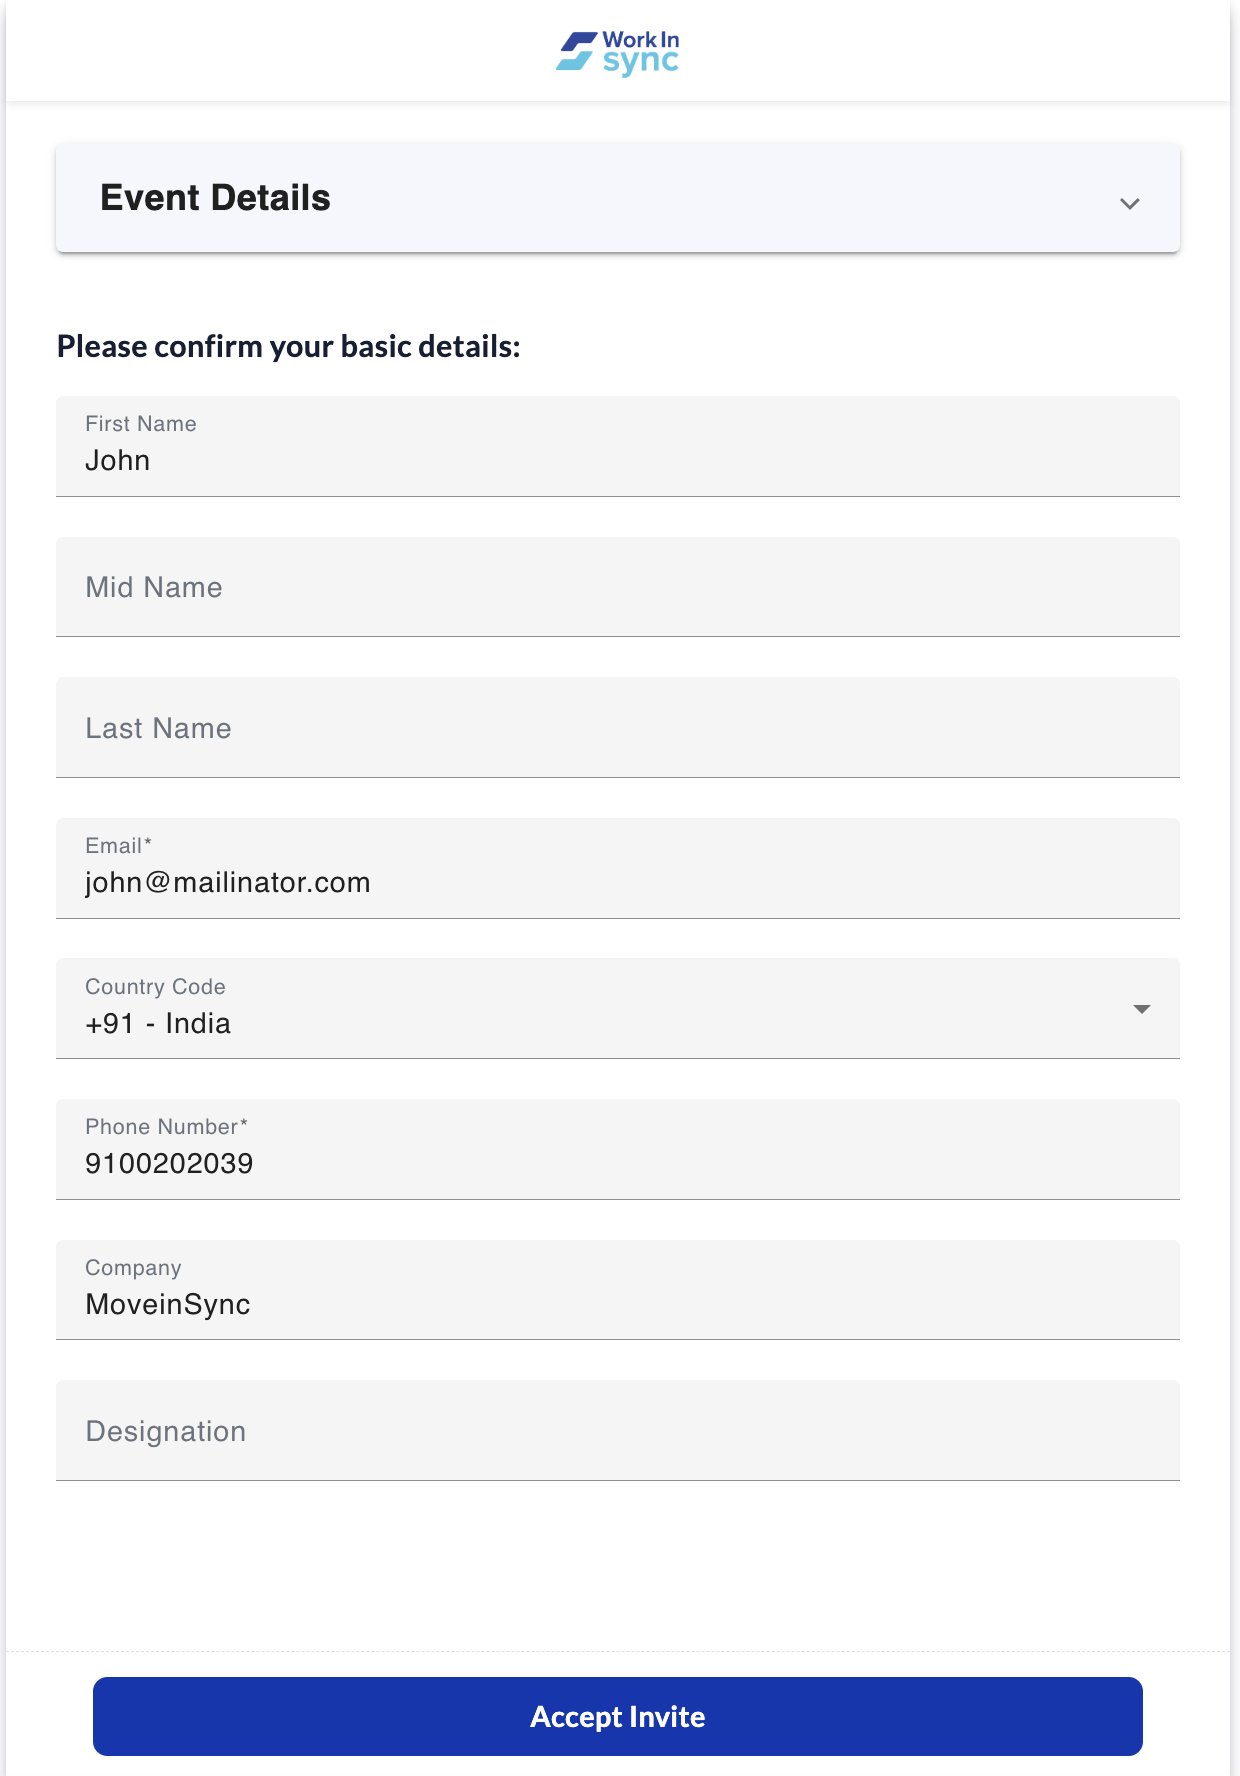 Work In
sync
Event Details
Please confirm your basic details:
First Name
John
Mid Name
Last Name
Email*
john@mailinator.com
Country Code
+91 - India
Phone Number*
9100202039
Company
MoveinSync
Designation
Accept Invite